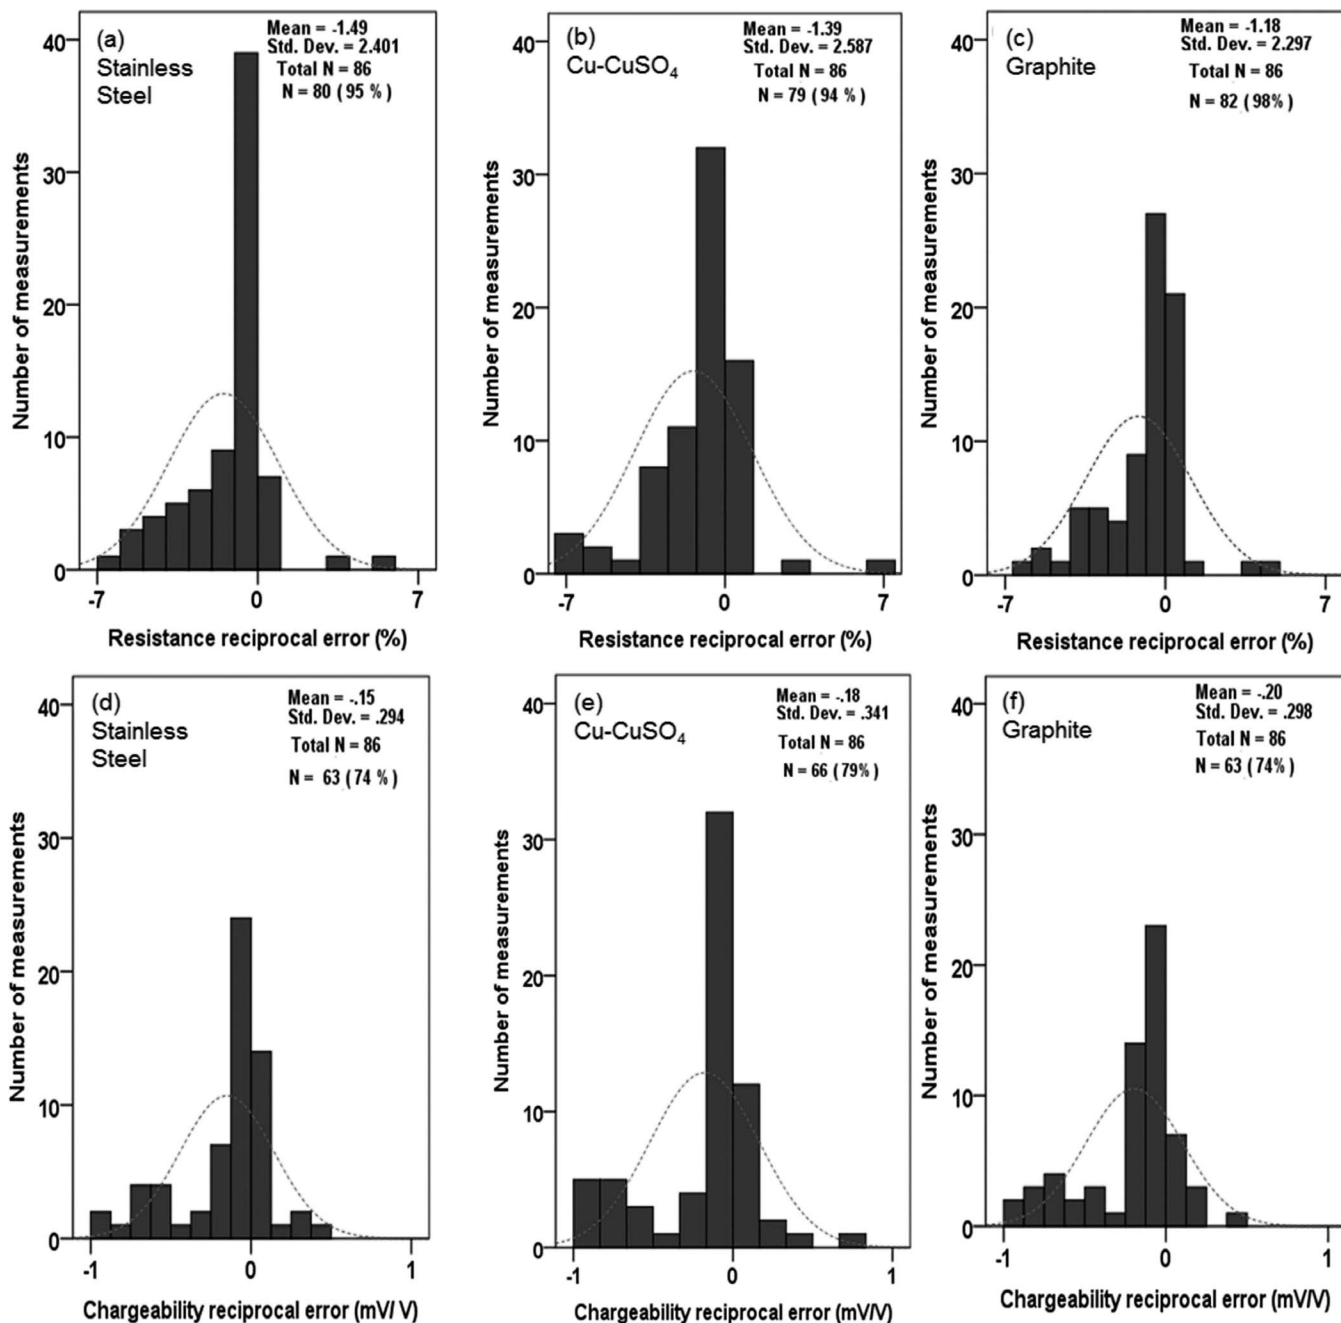 (a)
Stainless
Steel
Mean = -1.49
Std. Dev. = 2.401
Total N = 86
N = 80 ( 95 % )
Number of measurements
40
30
20
10
0
-7
0
7
Resistance reciprocal error (%)
(b)
Cu-CuSO₄
Mean = -1.39
Std. Dev. = 2.587
Total N = 86
N = 79 ( 94 % )
Number of measurements
40
30
20
10
0
-7
0
7
Resistance reciprocal error (%)
(c)
Graphite
Mean = -1.18
Std. Dev. = 2.297
Total N = 86
N = 82 ( 98%)
Number of measurements
40
30
20
10
0
-7
0
7
Resistance reciprocal error (%)
(d)
Stainless
Steel
Mean = -.15
Std. Dev. = .294
Total N = 86
N = 63 ( 74 % )
Number of measurements
40
30
20
10
0
-1
0
1
Chargeability reciprocal error (mV/ V)
(e)
Cu-CuSO₄
Mean = -.18
Std. Dev. = .341
Total N = 86
N = 66 ( 79%)
Number of measurements
40
30
20
10
0
-1
0
1
Chargeability reciprocal error (mV/V)
(f)
Graphite
Mean = -.20
Std. Dev. = .298
Total N = 86
N = 63 ( 74%)
Number of measurements
40
30
20
10
0
-1
0
1
Chargeability reciprocal error (mV/V)